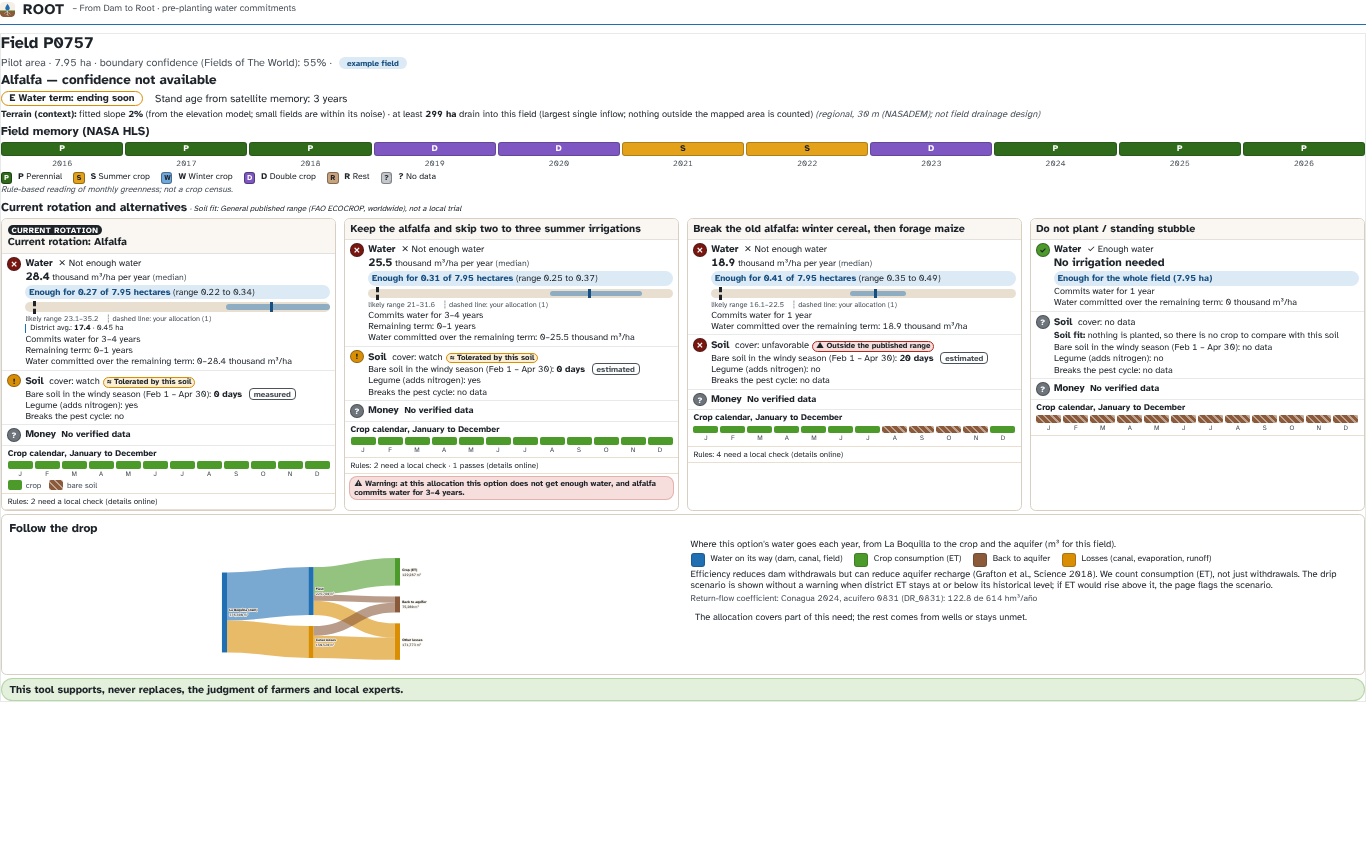 ROOT – From Dam to Root · pre-planting water commitments
Field P0757
Pilot area · 7.95 ha · boundary confidence (Fields of The World): 55% · example field
Alfalfa — confidence not available
E Water term: ending soon Stand age from satellite memory: 3 years
Terrain (context): fitted slope 2% (from the elevation model; small fields are within its noise) · at least 299 ha drain into this field (largest single inflow; nothing outside the mapped area is counted) (regional, 30 m (NASADEM); not field drainage design)
Field memory (NASA HLS)
P P P D D S S D P P P
2016 2017 2018 2019 2020 2021 2022 2023 2024 2025 2026
P P Perennial S S Summer crop W W Winter crop D D Double crop R R Rest ? ? No data
Rule-based reading of monthly greenness; not a crop census.
Current rotation and alternatives · Soil fit: General published range (FAO ECOCROP, worldwide), not a local trial
CURRENT ROTATION
Current rotation: Alfalfa
✕ Water ✕ Not enough water
28.4 thousand m³/ha per year (median)
Enough for 0.27 of 7.95 hectares (range 0.22 to 0.34)
likely range 23.1–35.2 dashed line: your allocation (1)
District avg.: 17.4 · 0.45 ha
Commits water for 3–4 years
Remaining term: 0–1 years
Water committed over the remaining term: 0–28.4 thousand m³/ha
! Soil cover: watch ≈ Tolerated by this soil
Bare soil in the windy season (Feb 1 – Apr 30): 0 days measured
Legume (adds nitrogen): yes
Breaks the pest cycle: no
? Money No verified data
Crop calendar, January to December
J F M A M J J A S O N D
crop bare soil
Rules: 2 need a local check (details online)
Keep the alfalfa and skip two to three summer irrigations
✕ Water ✕ Not enough water
25.5 thousand m³/ha per year (median)
Enough for 0.31 of 7.95 hectares (range 0.25 to 0.37)
likely range 21–31.6 dashed line: your allocation (1)
Commits water for 3–4 years
Remaining term: 0–1 years
Water committed over the remaining term: 0–25.5 thousand m³/ha
! Soil cover: watch ≈ Tolerated by this soil
Bare soil in the windy season (Feb 1 – Apr 30): 0 days estimated
Legume (adds nitrogen): yes
Breaks the pest cycle: no data
? Money No verified data
Crop calendar, January to December
J F M A M J J A S O N D
Rules: 2 need a local check · 1 passes (details online)
⚠ Warning: at this allocation this option does not get enough water, and alfalfa
commits water for 3–4 years.
Break the old alfalfa: winter cereal, then forage maize
✕ Water ✕ Not enough water
18.9 thousand m³/ha per year (median)
Enough for 0.41 of 7.95 hectares (range 0.35 to 0.49)
likely range 16.1–22.5 dashed line: your allocation (1)
Commits water for 1 year
Water committed over the remaining term: 18.9 thousand m³/ha
✕ Soil cover: unfavorable ▲ Outside the published range
Bare soil in the windy season (Feb 1 – Apr 30): 20 days estimated
Legume (adds nitrogen): no
Breaks the pest cycle: no data
? Money No verified data
Crop calendar, January to December
J F M A M J J A S O N D
Rules: 4 need a local check (details online)
Do not plant / standing stubble
✓ Water ✓ Enough water
No irrigation needed
Enough for the whole field (7.95 ha)
Commits water for 1 year
Water committed over the remaining term: 0 thousand m³/ha
? Soil cover: no data
Soil fit: nothing is planted, so there is no crop to compare with this soil
Bare soil in the windy season (Feb 1 – Apr 30): no data
Legume (adds nitrogen): no
Breaks the pest cycle: no data
? Money No verified data
Crop calendar, January to December
J F M A M J J A S O N D
Follow the drop
Crop (ET)
Back to aquifer
Other losses
Where this option's water goes each year, from La Boquilla to the crop and the aquifer (m³ for this field).
Water on its way (dam, canal, field) Crop consumption (ET) Back to aquifer Losses (canal, evaporation, runoff)
Efficiency reduces dam withdrawals but can reduce aquifer recharge (Grafton et al., Science 2018). We count consumption (ET), not just withdrawals. The drip
scenario is shown without a warning when district ET stays at or below its historical level; if ET would rise above it, the page flags the scenario.
Return-flow coefficient: Conagua 2024, acuífero 0831 (DR_0831): 122.8 de 614 hm³/año
The allocation covers part of this need; the rest comes from wells or stays unmet.
This tool supports, never replaces, the judgment of farmers and local experts.